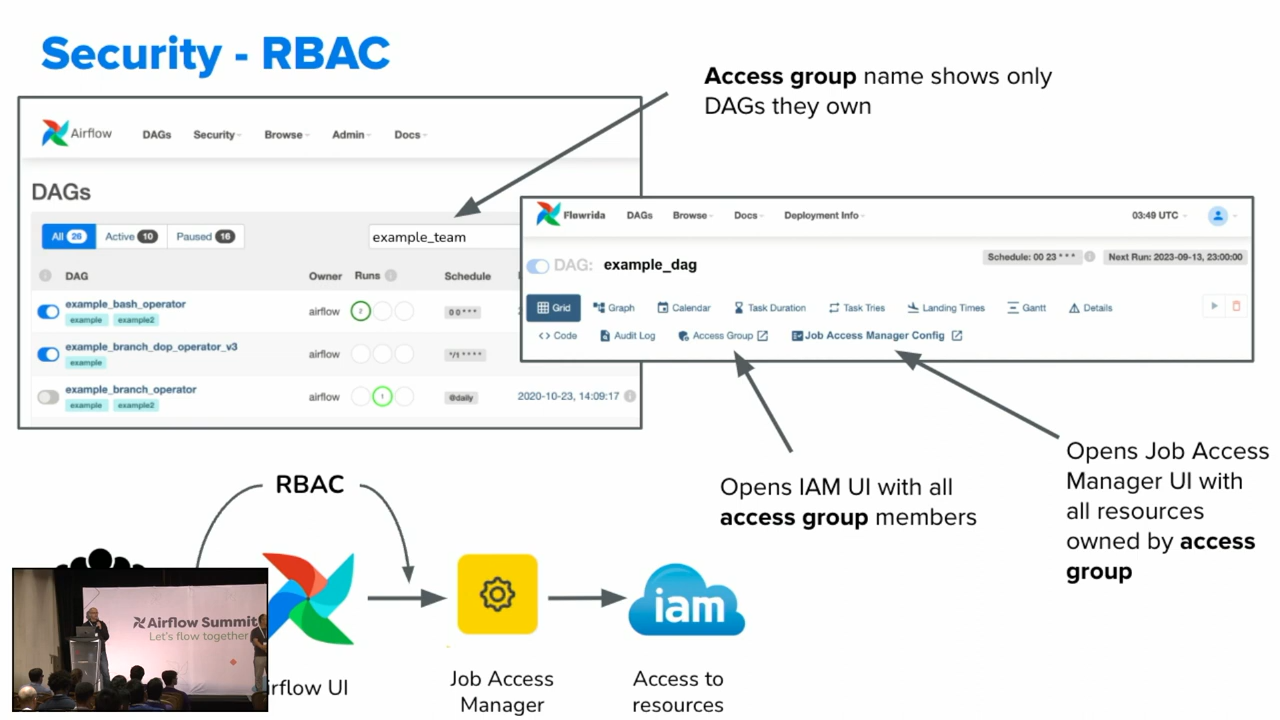 Security - RBAC
Access group name shows only
DAGs they own
Airflow
DAGs
Security
Browse
Admin
Docs
DAGs
All 26
Active 10
Paused 16
example_team
DAG
Owner
Runs
Schedule
example_bash_operator
example
example2
airflow
2
0 0 * * *
example_branch_dop_operator_v3
example
airflow
*/1 * * * *
example_branch_operator
example
example2
airflow
1
@daily
2020-10-23, 14:09:17
Fløwrida
DAGs
Browse
Docs
Deployment Info
03:49 UTC
DAG: example_dag
Schedule: 00 23 * * *
Next Run: 2023-09-13, 23:00:00
Grid
Graph
Calendar
Task Duration
Task Tries
Landing Times
Gantt
Details
<> Code
Audit Log
Access Group
Job Access Manager Config
Opens IAM UI with all
access group members
Opens Job Access
Manager UI with
all resources
owned by access
group
RBAC
iam
irflow UI
Job Access
Manager
Access to
resources
Airflow Summit
Let's flow together